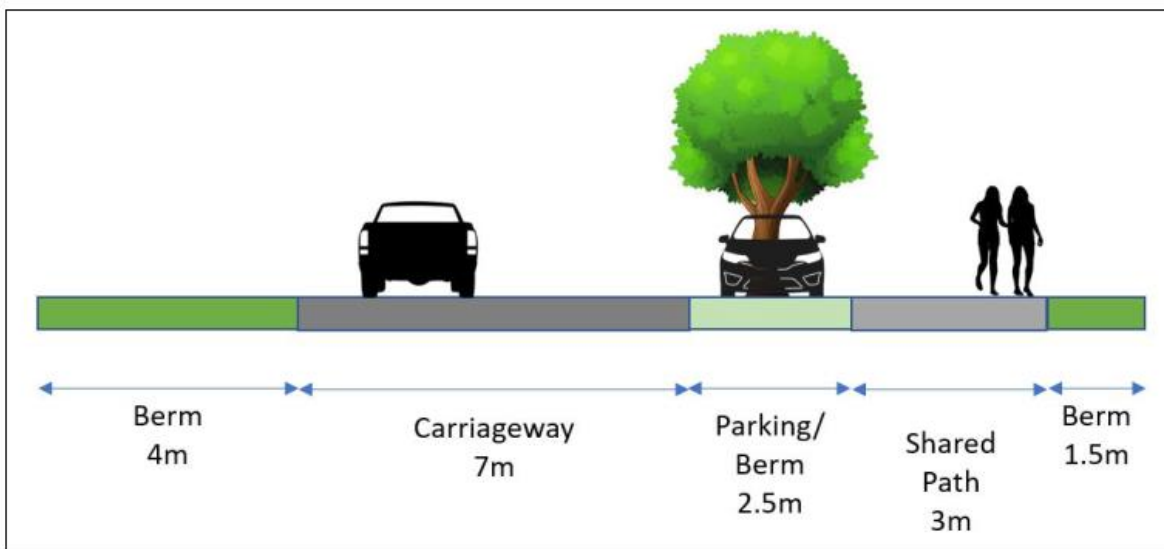 Berm
4m
Carriageway
7m
Parking/
Berm
2.5m
Shared
Path
3m
Berm
1.5m